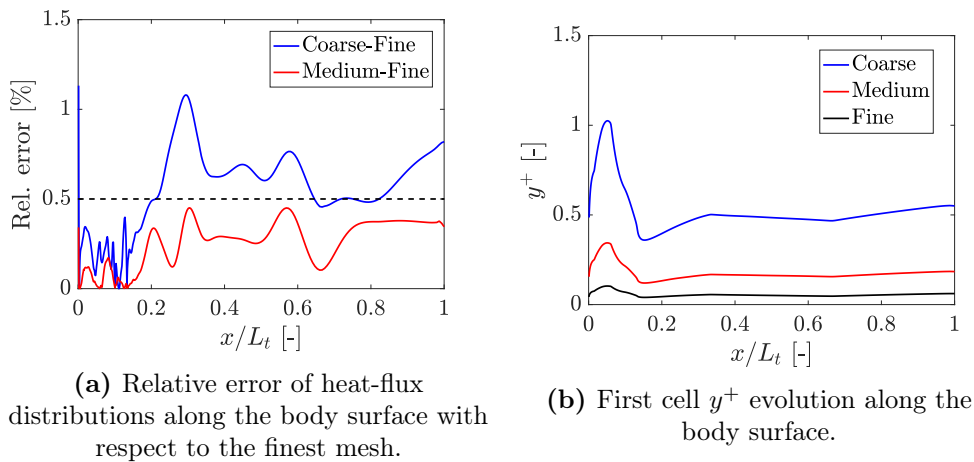 1.5
1
0.5
0
Rel. error [%]
Coarse-Fine
Medium-Fine
0 0.2 0.4 0.6 0.8 1
x/L_t [-]
(a) Relative error of heat-flux
distributions along the body surface with
respect to the finest mesh.
1.5
1
0.5
0
y^+ [-]
Coarse
Medium
Fine
0 0.2 0.4 0.6 0.8 1
x/L_t [-]
(b) First cell y^+ evolution along the
body surface.